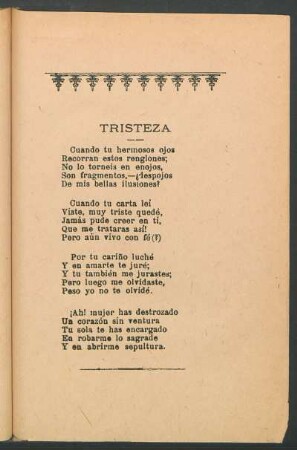 TRISTEZA
Cuando tu hermosos ojos
Recorran estos renglones;
No lo torneis en enojos,
Son fragmentos,—¡despojos
De mis bellas ilusiones?
Cuando tu carta leí
Viste, muy triste quedé,
Jamás pude creer en ti,
Que me trataras así!
Pero aún vivo con fé(?)
Por tu cariño luché
Y en amarte te juré;
Y tu también me jurastes;
Pero luego me olvidaste,
Peso yo no te olvidé.
¡Ah! mujer has destrozado
Un corazón sin ventura
Tu sola te has encargado
En robarme lo sagrade
Y en abrirme sepultura.